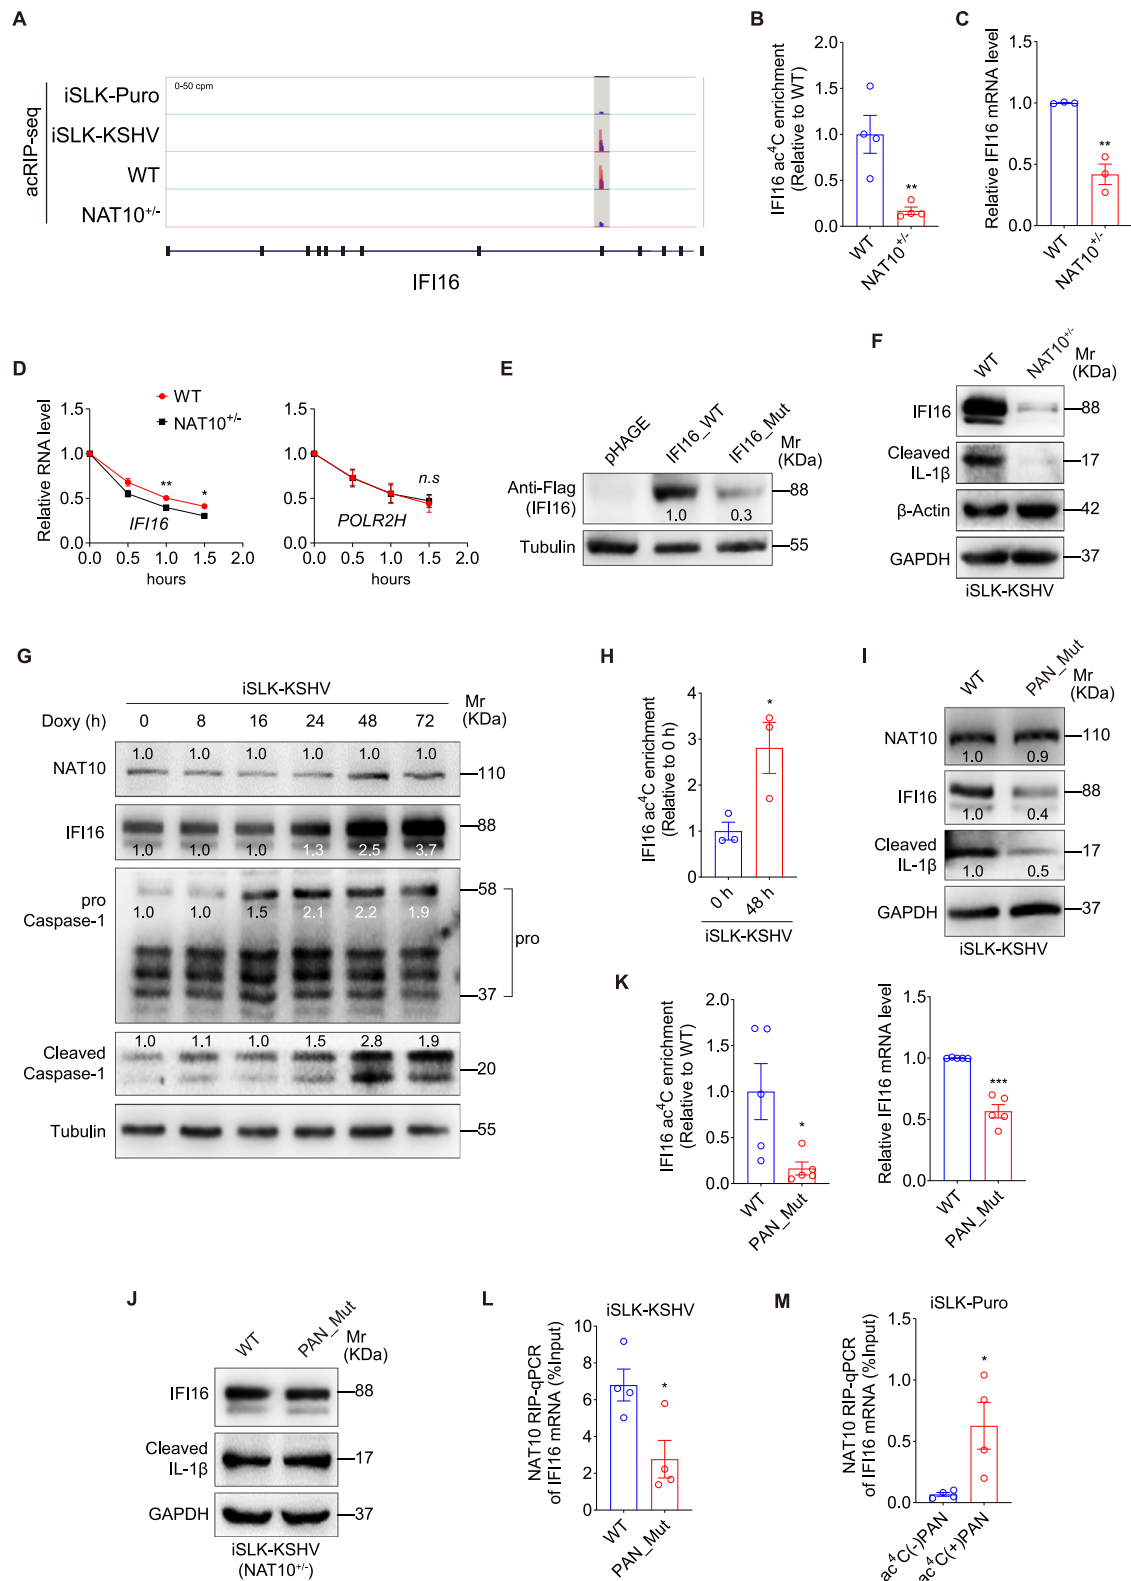 A
acRIP-seq
0-50 cpm
iSLK-Puro
iSLK-KSHV
WT
NAT10+/-
IFI16
B
IFI16 ac⁴C enrichment
(Relative to WT)
2.0
1.5
1.0
0.5
0.0
**
WT
NAT10+/-
C
Relative IFI16 mRNA level
1.5
1.0
0.5
0.0
**
WT
NAT10+/-
D
Relative RNA level
1.5
1.0
0.5
0.0
WT
NAT10+/-
**
*
IFI16
0.0 0.5 1.0 1.5
hours
1.5
1.0
0.5
0.0
n.s
POLR2H
0.0 0.5 1.0 1.5
hours
E
pHAGE
IFI16_WT
IFI16_Mut
Mr
(KDa)
Anti-Flag
(IFI16)
1.0 0.3
88
Tubulin
55
F
WT
NAT10+/-
Mr
(KDa)
IFI16
88
Cleaved
IL-1β
17
β-Actin
42
GAPDH
37
iSLK-KSHV
G
iSLK-KSHV
Doxy (h) 0 8 16 24 48 72
Mr
(KDa)
NAT10
1.0 1.0 1.0 1.0 1.0 1.0
110
IFI16
88
1.0 1.0 1.0 1.3 2.5 3.7
pro
Caspase-1
58
1.0 1.0 1.5 2.1 2.2 1.9
pro
37
Cleaved
Caspase-1
1.0 1.1 1.0 1.5 2.8 1.9
20
Tubulin
55
H
IFI16 ac⁴C enrichment
(Relative to 0 h)
4
3
2
1
0
*
0 h
48 h
iSLK-KSHV
I
WT
PAN_Mut
Mr
(KDa)
NAT10
110
1.0 0.9
IFI16
88
1.0 0.4
Cleaved
IL-1β
17
1.0 0.5
GAPDH
37
iSLK-KSHV
K
IFI16 ac⁴C enrichment
(Relative to WT)
2.0
1.5
1.0
0.5
0.0
*
WT
PAN_Mut
Relative IFI16 mRNA level
1.5
1.0
0.5
0.0
***
WT
PAN_Mut
J
WT
PAN_Mut
Mr
(KDa)
IFI16
88
Cleaved
IL-1β
17
GAPDH
37
iSLK-KSHV
(NAT10+/-)
L
iSLK-KSHV
NAT10 RIP-qPCR
of IFI16 mRNA (%Input)
10
8
6
4
2
0
*
WT
PAN_Mut
M
iSLK-Puro
NAT10 RIP-qPCR
of IFI16 mRNA (%Input)
1.5
1.0
0.5
0.0
*
ac⁴C(-)PAN
ac⁴C(+)PAN